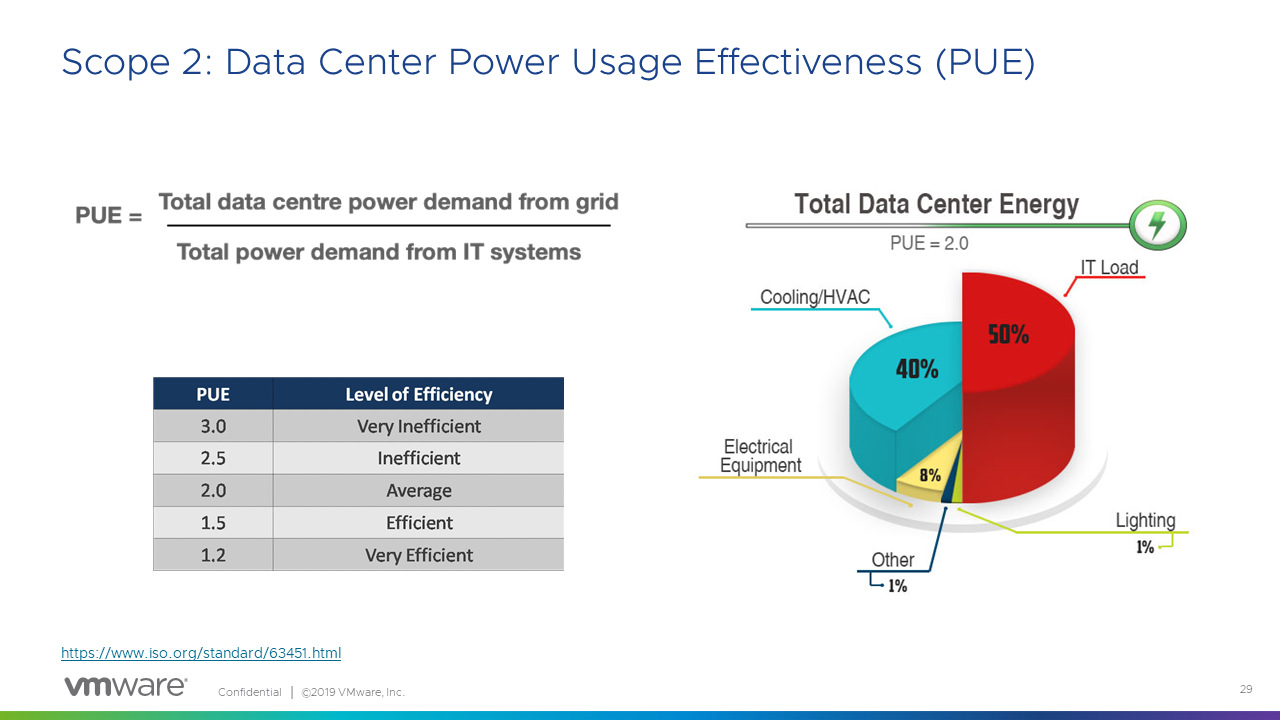 Scope 2: Data Center Power Usage Effectiveness (PUE)
PUE =
Total data centre power demand from grid
Total power demand from IT systems
PUE Level of Efficiency
3.0 Very Inefficient
2.5 Inefficient
2.0 Average
1.5 Efficient
1.2 Very Efficient
Total Data Center Energy
PUE = 2.0
IT Load
50%
Cooling/HVAC
40%
Electrical
Equipment
8%
Lighting
1%
Other
1%
https://www.iso.org/standard/63451.html
vmware®
Confidential | ©2019 VMware, Inc.
29